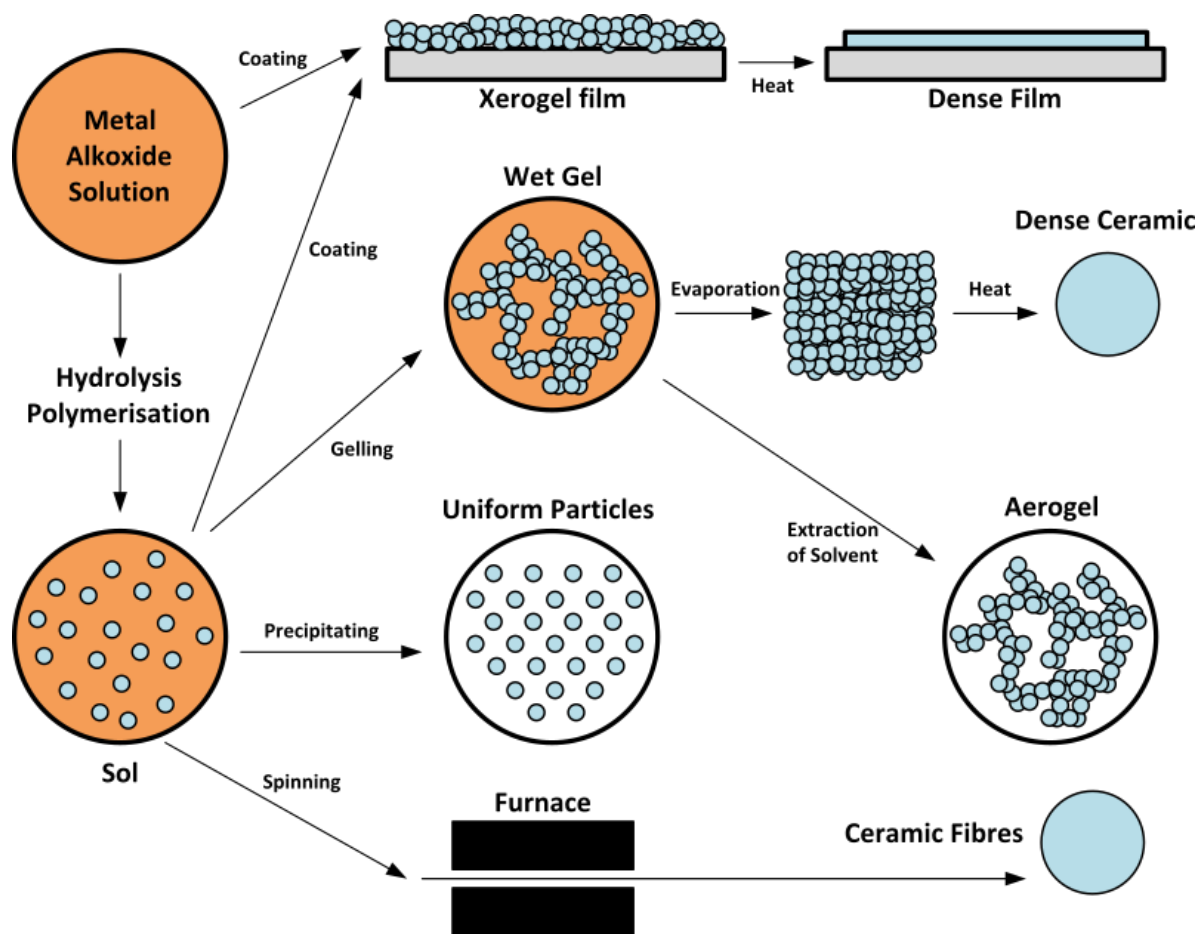 Metal
Alkoxide
Solution
Coating
Xerogel film
Heat
Dense Film
Coating
Wet Gel
Evaporation
Heat
Dense Ceramic
Hydrolysis
Polymerisation
Gelling
Extraction
of Solvent
Aerogel
Uniform Particles
Precipitating
Sol
Spinning
Furnace
Ceramic Fibres